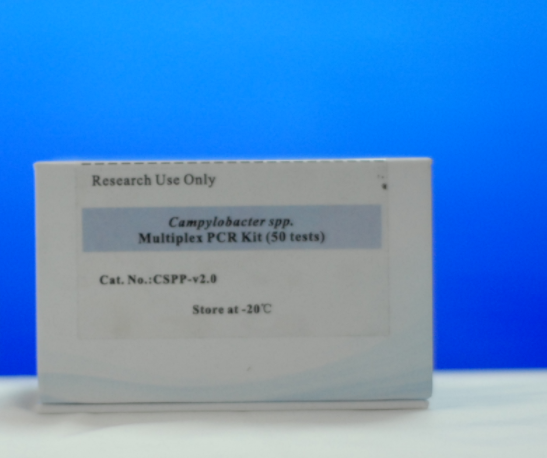 Research Use Only
Campylobacter spp.
Multiplex PCR Kit (50 tests)
Cat. No.:CSPP-v2.0
Store at -20℃